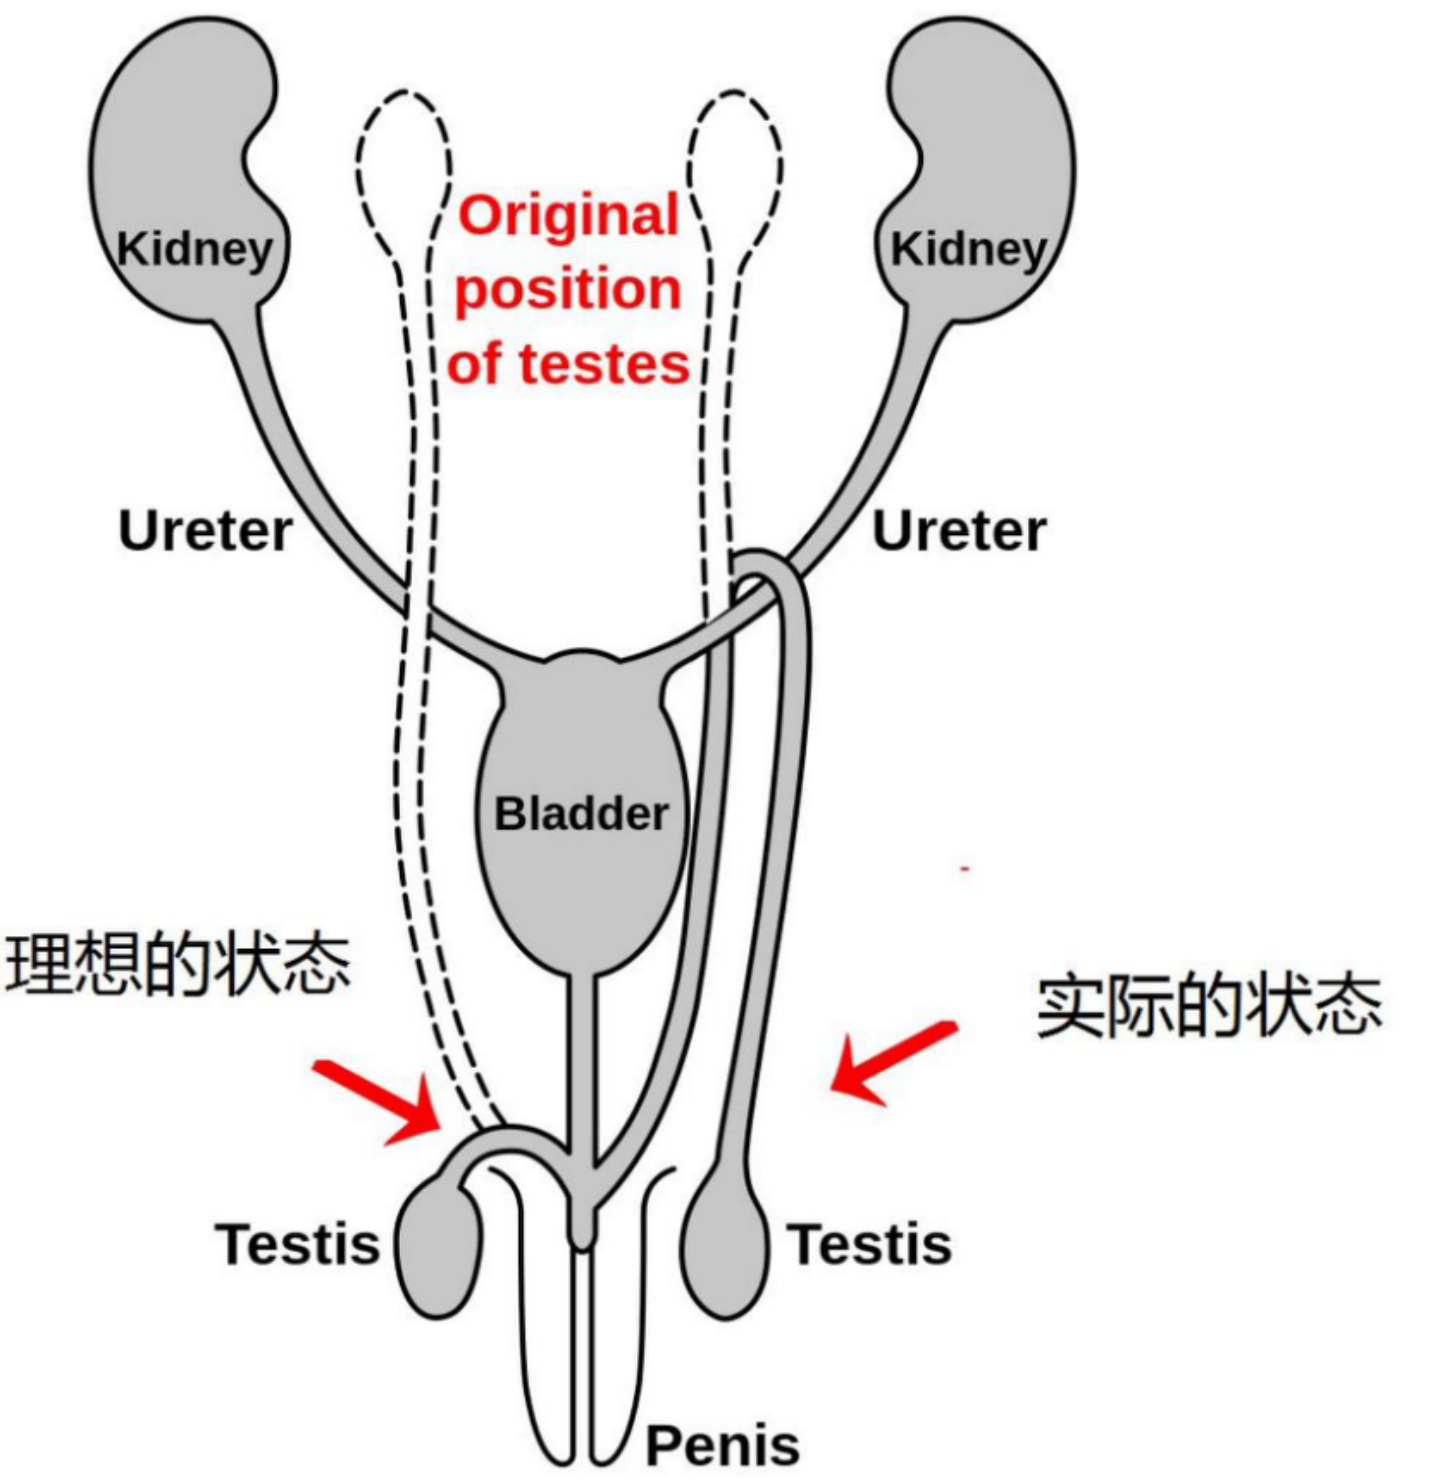 Kidney
Kidney
Original
position
of testes
Ureter
Ureter
Bladder
理想的状态
实际的状态
Testis
Testis
Penis